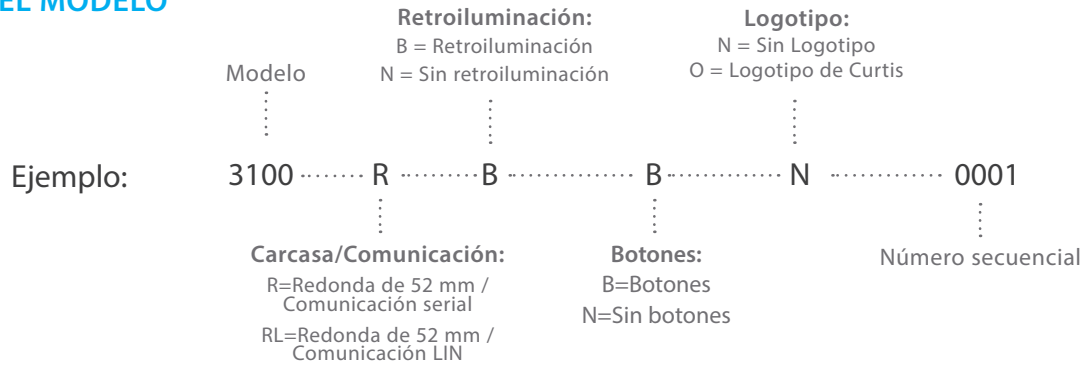 EL MODELO
Retroiluminación:
B = Retroiluminación
N = Sin retroiluminación
Logotipo:
N = Sin Logotipo
O = Logotipo de Curtis
Modelo
Ejemplo: 3100 R B B N 0001
Carcasa/Comunicación:
R=Redonda de 52 mm /
Comunicación serial
RL=Redonda de 52 mm /
Comunicación LIN
Botones:
B=Botones
N=Sin botones
Número secuencial